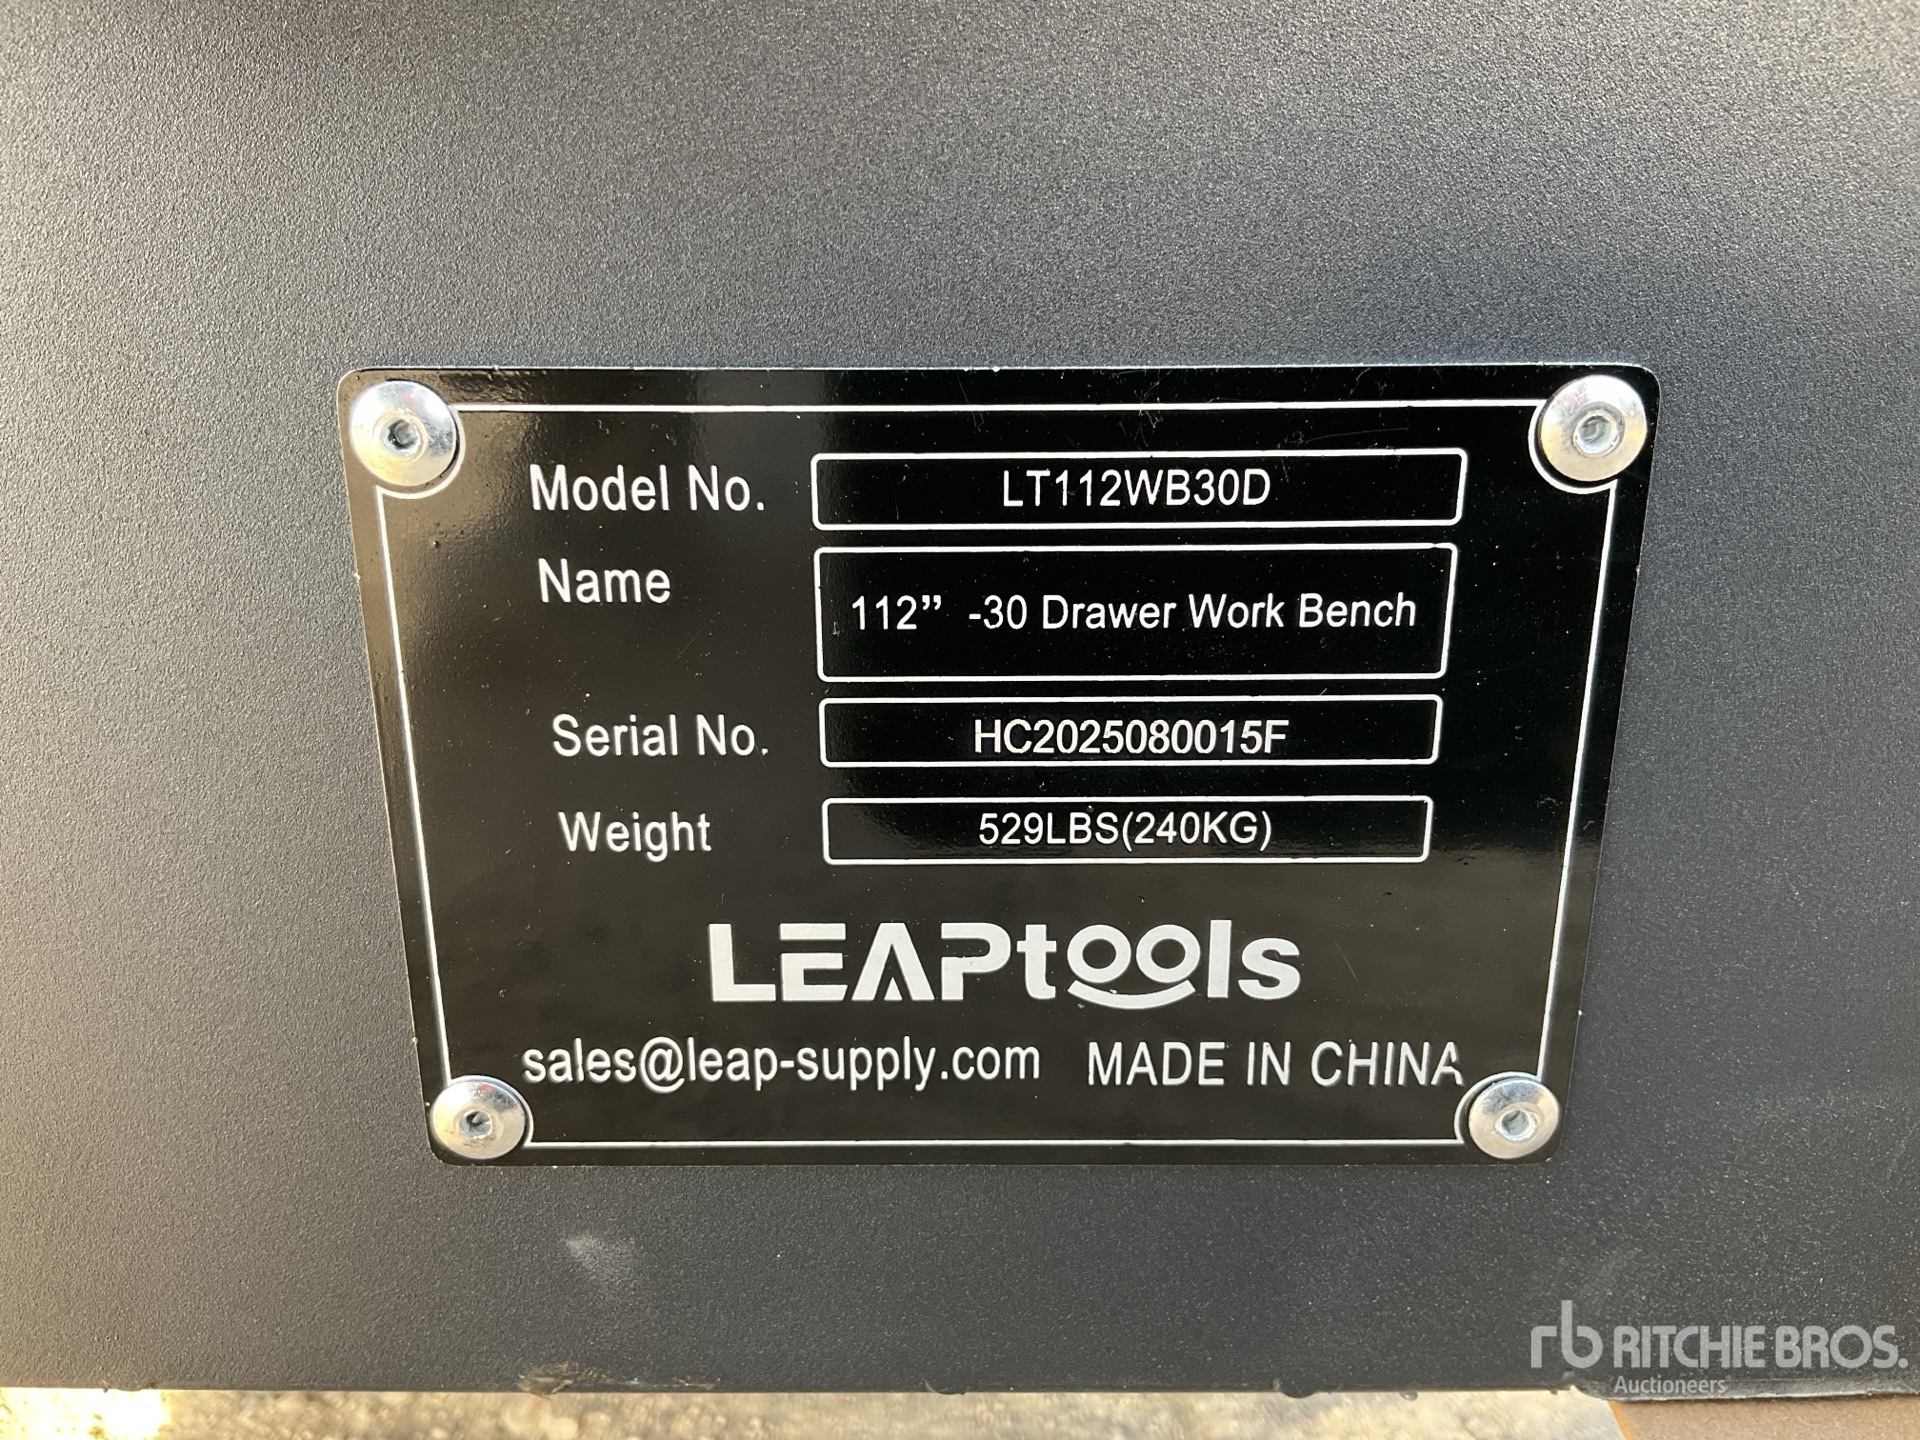 Model No. LT112WB30D
Name 112” -30 Drawer Work Bench
Serial No. HC2025080015F
Weight 529LBS(240KG)
LEAPtools
sales@leap-supply.com MADE IN CHINA
rb RITCHIE BROS.
Auctioneers